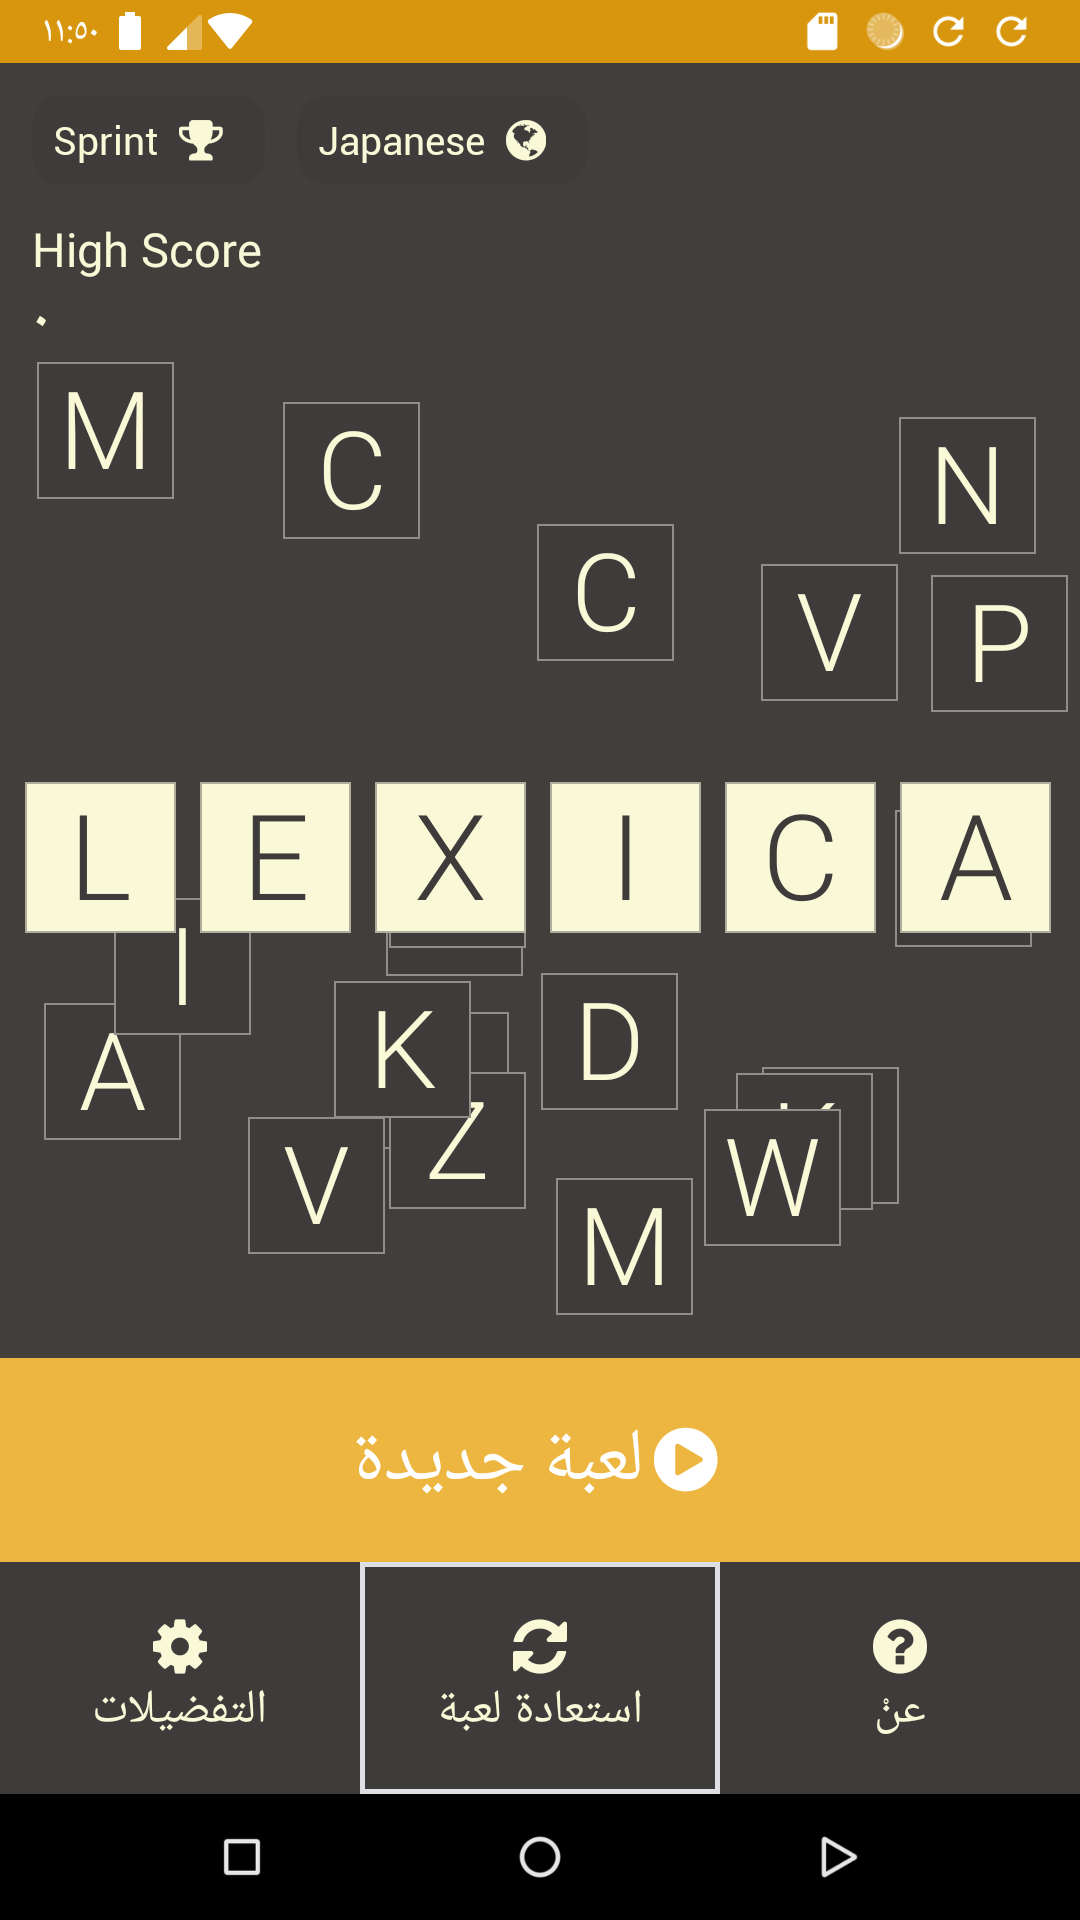 ١١:٥٠
Sprint
Japanese
High Score
٠
M
C
N
C
V
P
L E X I C A
I
A
K
D
Z
V
W
M
لعبة جديدة
التفضيلات
استعادة لعبة
عنْ